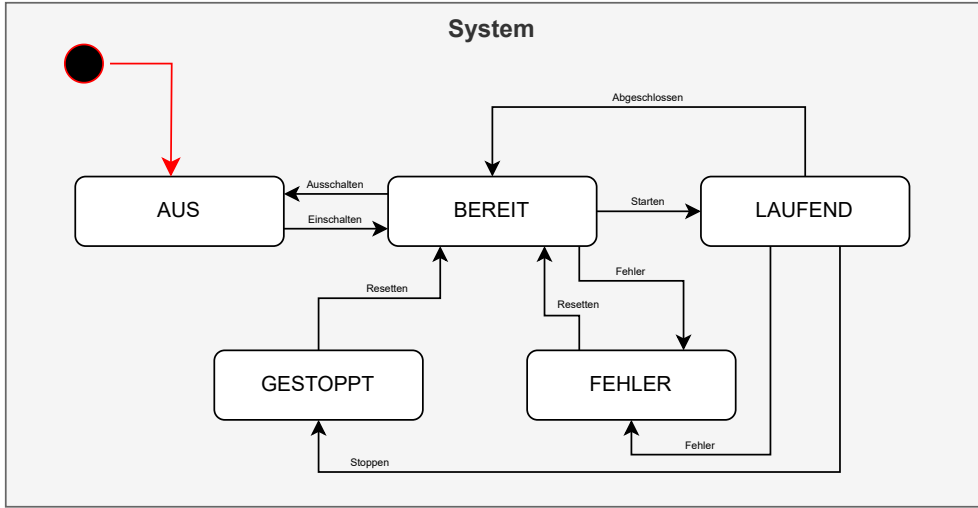 System
Abgeschlossen
AUS
Ausschalten
Einschalten
BEREIT
Starten
LAUFEND
Resetten
Resetten
Fehler
GESTOPPT
FEHLER
Fehler
Stoppen